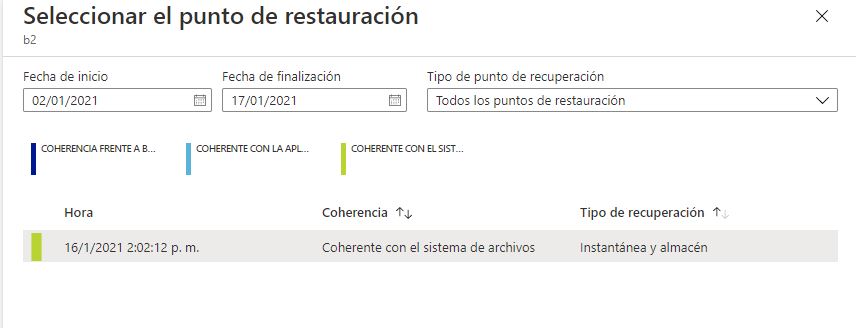 Seleccionar el punto de restauración
b2
Fecha de inicio
Fecha de finalización
Tipo de punto de recuperación
02/01/2021
17/01/2021
Todos los puntos de restauración
COHERENCIA FRENTE A B...
COHERENTE CON LA APL...
COHERENTE CON EL SIST...
Hora
Coherencia
Tipo de recuperación
16/1/2021 2:02:12 p. m.
Coherente con el sistema de archivos
Instantánea y almacén